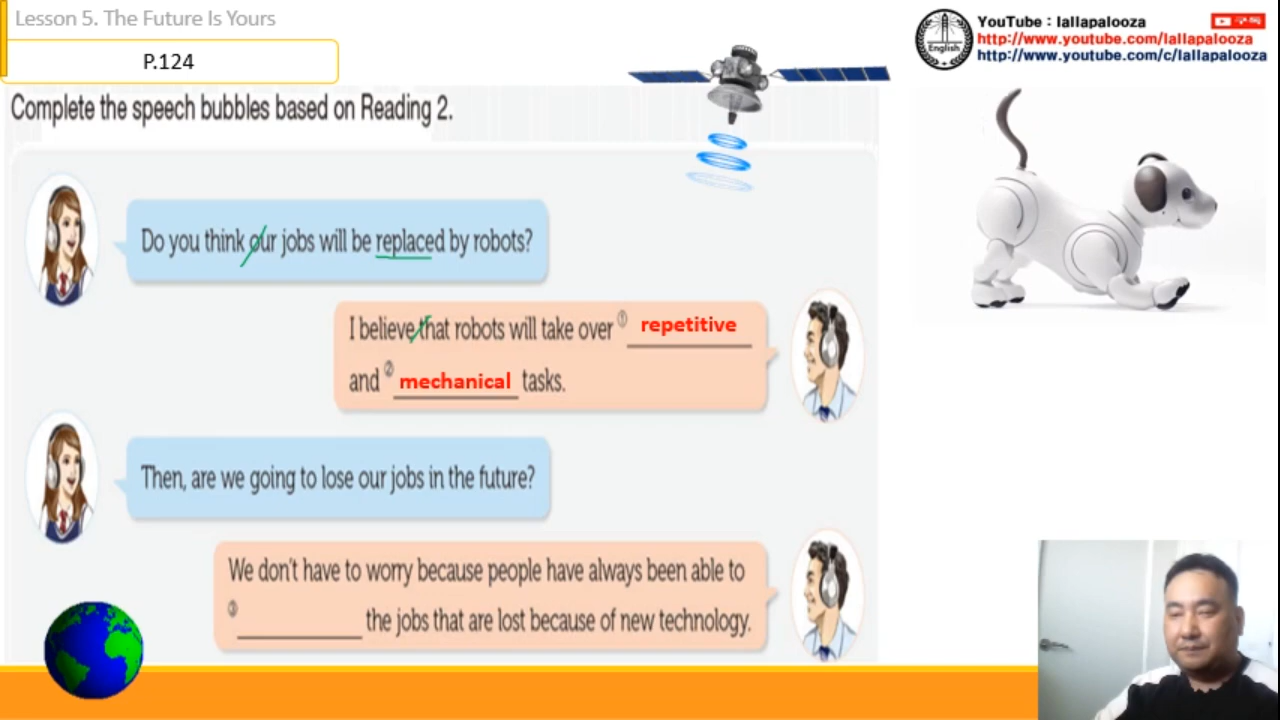 Lesson 5. The Future Is Yours
P.124
YouTube : lallapalooza
http://www.youtube.com/lallapalooza
http://www.youtube.com/c/lallapalooza
English
Complete the speech bubbles based on Reading 2.
Do you think our jobs will be replaced by robots?
I believe that robots will take over ① repetitive
and ② mechanical tasks.
Then, are we going to lose our jobs in the future?
We don't have to worry because people have always been able to
③ ____________ the jobs that are lost because of new technology.